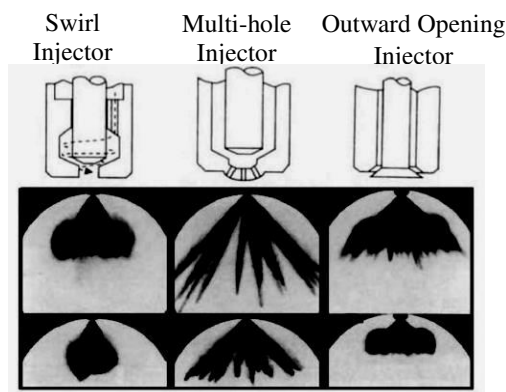 Swirl
Injector
Multi-hole
Injector
Outward Opening
Injector